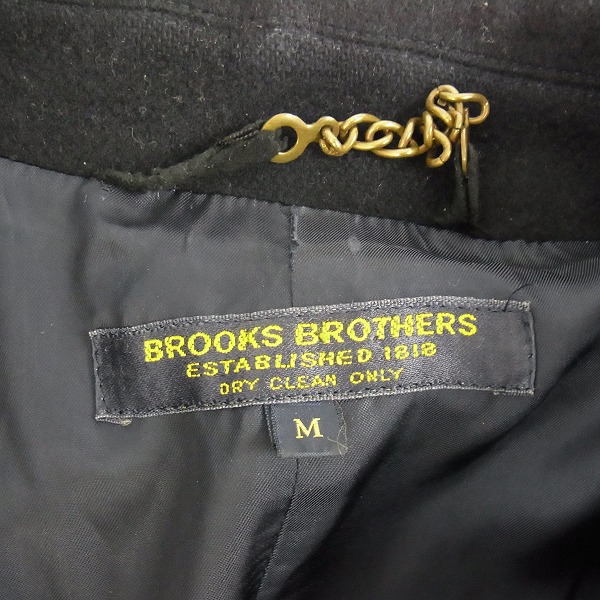 BROOKS BROTHERS
ESTABLISHED 1818
DRY CLEAN ONLY
M